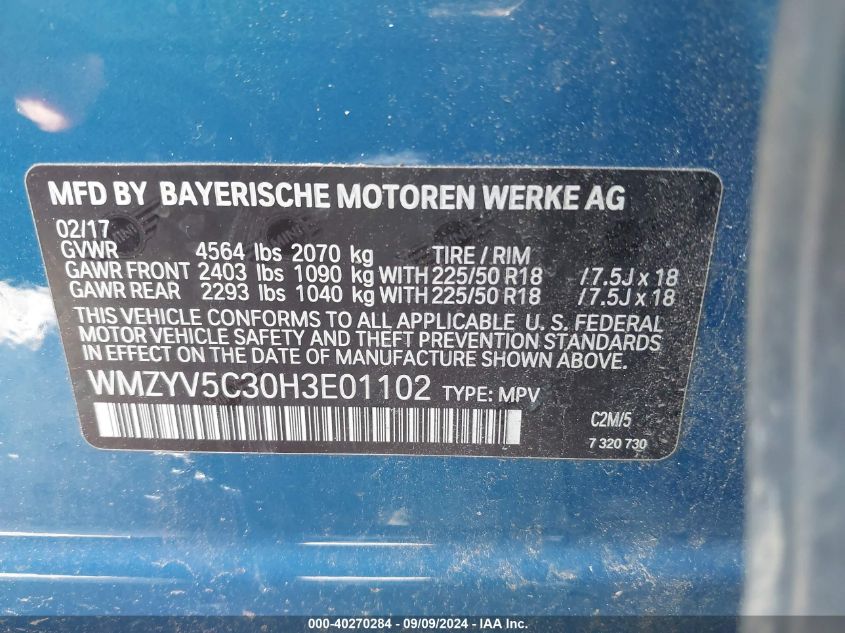 MFD BY BAYERISCHE MOTOREN WERKE AG
02/17
GVWR 4564 lbs 2070 kg TIRE / RIM
GAWR FRONT 2403 lbs 1090 kg WITH 225/50 R18 / 7.5J x 18
GAWR REAR 2293 lbs 1040 kg WITH 225/50 R18 / 7.5J x 18
THIS VEHICLE CONFORMS TO ALL APPLICABLE U. S. FEDERAL
MOTOR VEHICLE SAFETY AND THEFT PREVENTION STANDARDS
IN EFFECT ON THE DATE OF MANUFACTURE SHOWN ABOVE.
WMZYV5C30H3E01102 TYPE: MPV
C2M/5
7 320 730
000-40270284 - 09/09/2024 - IAA Inc.